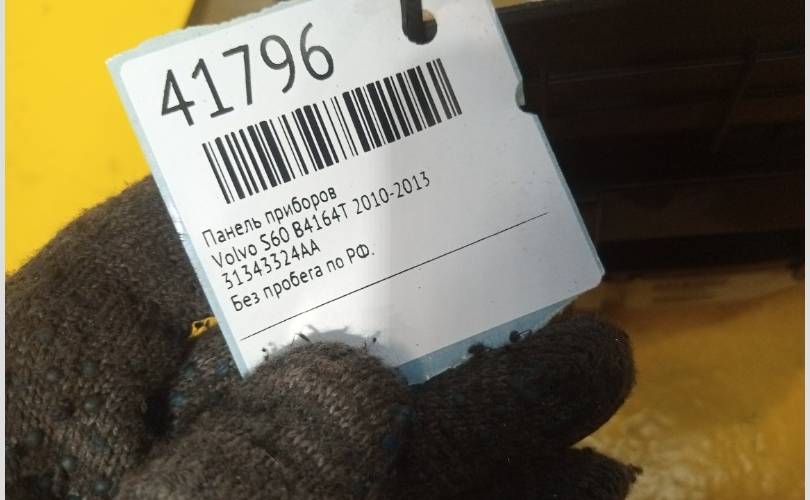 41796
Панель приборов
Volvo S60 B4164T 2010-2013
31343324AA
Без пробега по РФ.